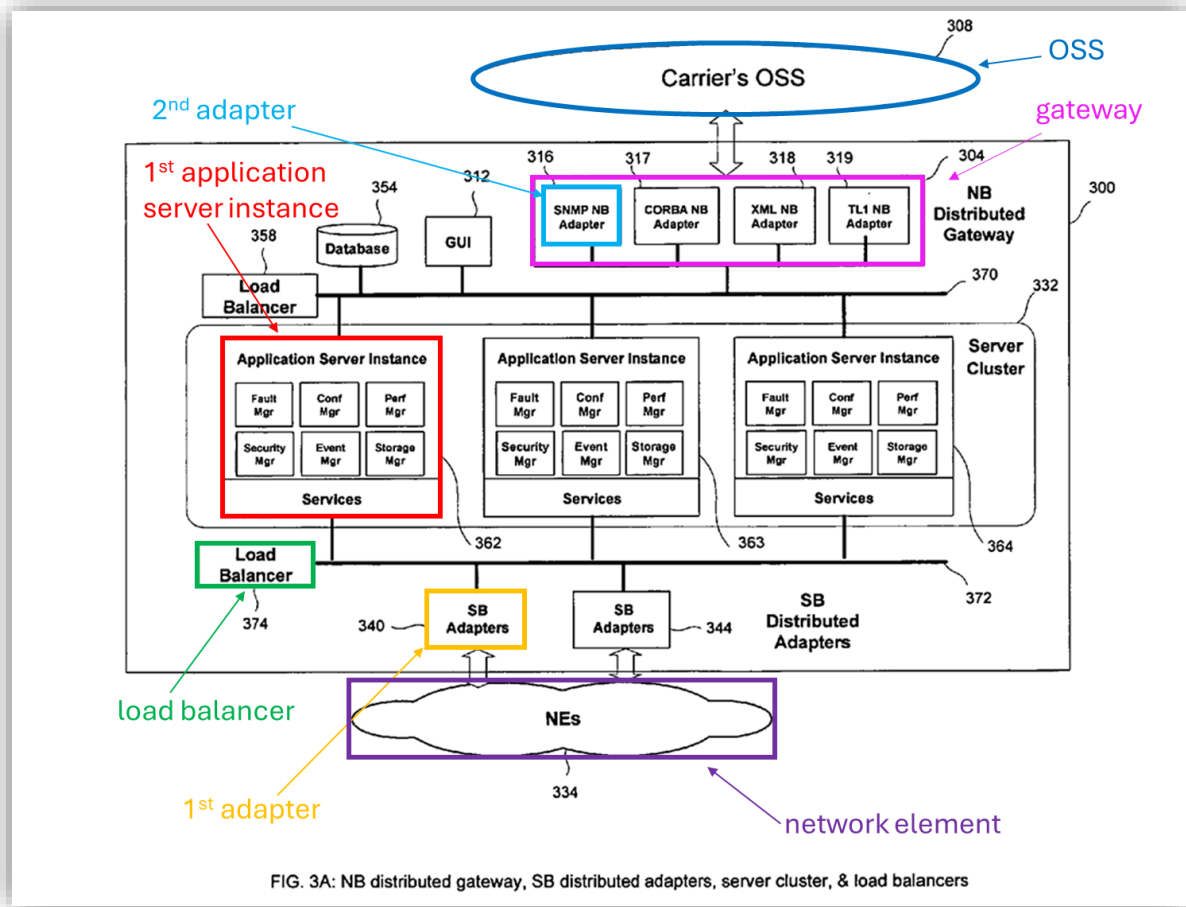 308
OSS
Carrier's OSS
2nd adapter
gateway
1st application
server instance
316
317
318
319
304
354
312
300
SNMP NB
Adapter
CORBA NB
Adapter
XML NB
Adapter
TL1 NB
Adapter
NB
Distributed
Gateway
358
Database
GUI
Load
Balancer
370
332
Application Server Instance
Fault
Mgr
Conf
Mgr
Perf
Mgr
Security
Mgr
Event
Mgr
Storage
Mgr
Services
Application Server Instance
Fault
Mgr
Conf
Mgr
Perf
Mgr
Security
Mgr
Event
Mgr
Storage
Mgr
Services
Application Server Instance
Fault
Mgr
Conf
Mgr
Perf
Mgr
Security
Mgr
Event
Mgr
Storage
Mgr
Services
Server
Cluster
362
363
364
Load
Balancer
374
372
340
SB
Adapters
SB
Adapters
344
SB
Distributed
Adapters
load balancer
NEs
334
1st adapter
network element
FIG. 3A: NB distributed gateway, SB distributed adapters, server cluster, & load balancers